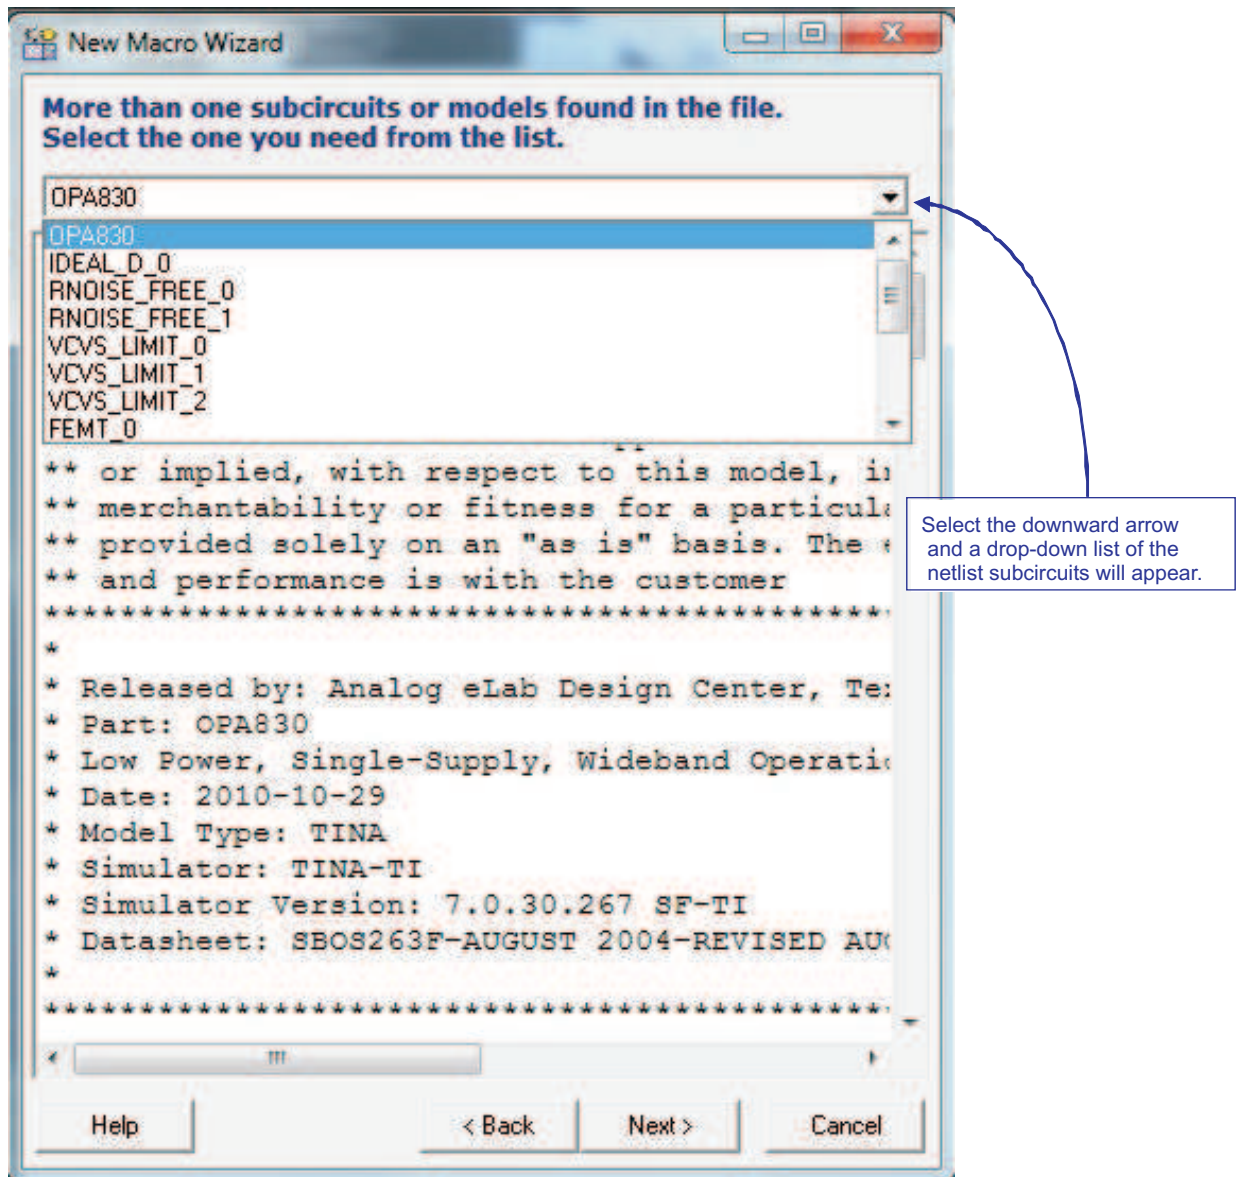 New Macro Wizard
More than one subcircuits or models found in the file.
Select the one you need from the list.
OPA830
OPA830
IDEAL_D_0
RNOISE_FREE_0
RNOISE_FREE_1
VCVS_LIMIT_0
VCVS_LIMIT_1
VCVS_LIMIT_2
FEMT_0
** or implied, with respect to this model,
** merchantability or fitness for a
** provided solely on an "as is" basis. The
** and performance is with the customer
*********************************************
*
* Released by: Analog eLab Design Center,
* Part: OPA830
* Low Power, Single-Supply, Wideband
* Date: 2010-10-29
* Model Type: TINA
* Simulator: TINA-TI
* Simulator Version: 7.0.30.267 SF-TI
* Datasheet: SBOS263F-AUGUST 2004-REVISED
*
*********************************************
Help
< Back
Next >
Cancel
Select the downward arrow
and a drop-down list of the
netlist subcircuits will appear.